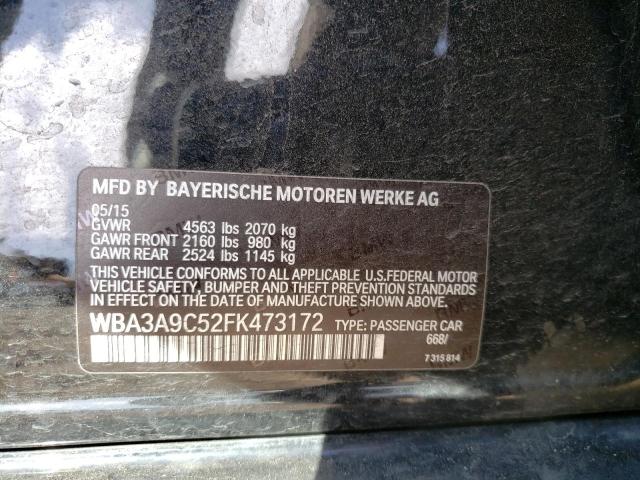 MFD BY BAYERISCHE MOTOREN WERKE AG
05/15
GVWR 4563 lbs 2070 kg
GAWR FRONT 2160 lbs 980 kg
GAWR REAR 2524 lbs 1145 kg
THIS VEHICLE CONFORMS TO ALL APPLICABLE U.S.FEDERAL MOTOR
VEHICLE SAFETY, BUMPER AND THEFT PREVENTION STANDARDS
IN EFFECT ON THE DATE OF MANUFACTURE SHOWN ABOVE.
WBA3A9C52FK473172 TYPE: PASSENGER CAR
668/
7 315 814